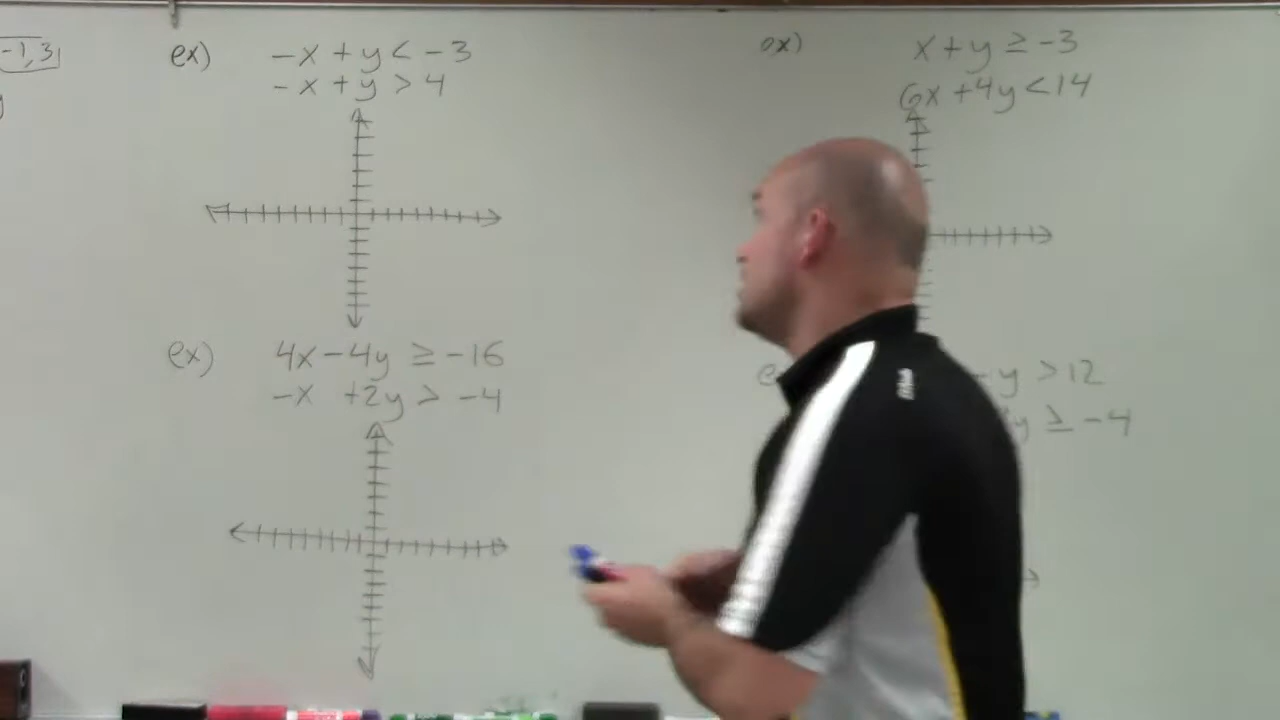 -1, 3
ex)
-x + y < -3
-x + y > 4
ex)
x + y ≥ -3
6x + 4y < 14
ex)
4x - 4y ≥ -16
-x + 2y > -4
- y > 12
y ≥ -4